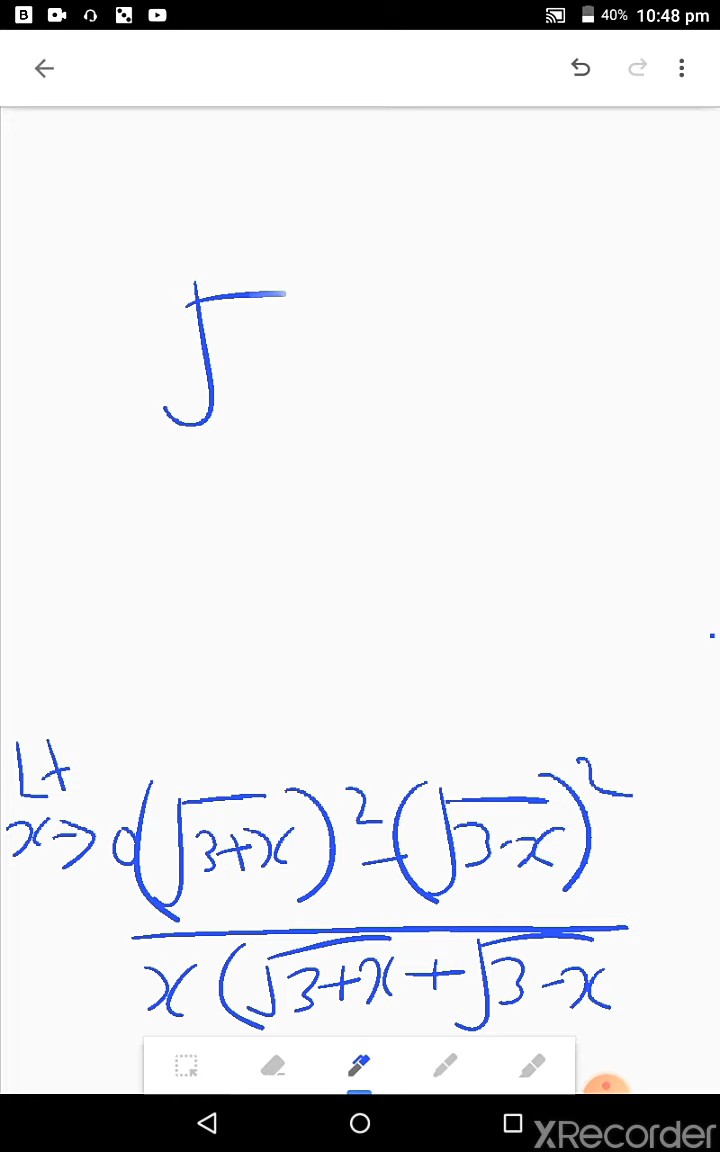 B 40% 10:48 pm
√
Lt
x→0 (√3+x)² - (√3-x)²
x(√3+x + √3-x
XRecorder